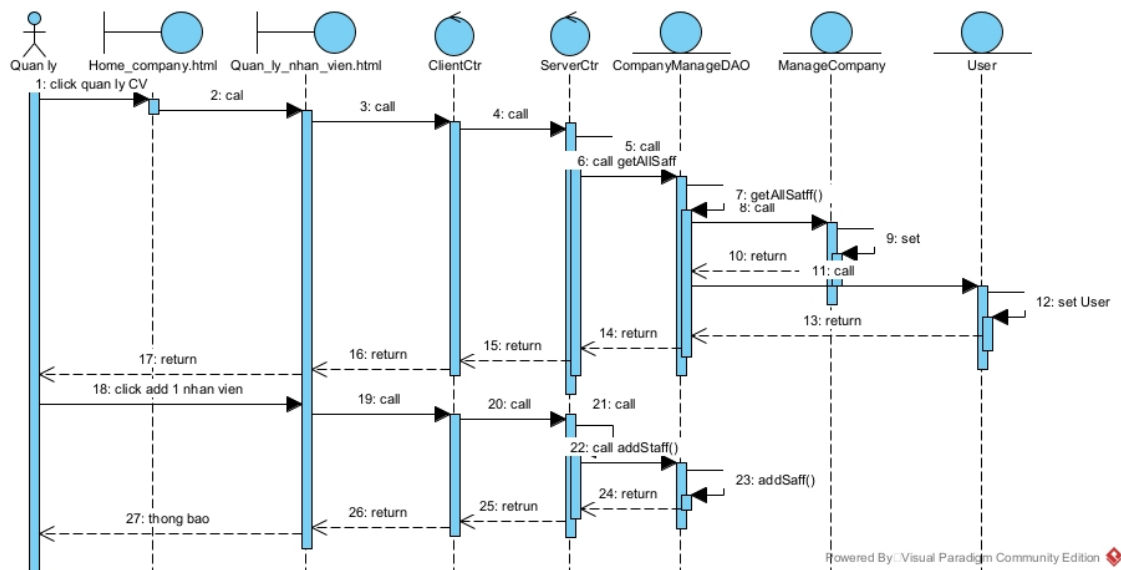 Quan ly
Home_company.html
Quan_ly_nhan_vien.html
ClientCtr
ServerCtr
CompanyManageDAO
ManageCompany
User
1: click quan ly CV
2: cal
3: call
4: call
5: call
6: call getAllSaff
7: getAllSatff()
8: call
9: set
10: return
11: call
12: set User
13: return
14: return
15: return
16: return
17: return
18: click add 1 nhan vien
19: call
20: call
21: call
22: call addStaff()
23: addSaff()
24: return
25: retrun
26: return
27: thong bao
Powered By Visual Paradigm Community Edition